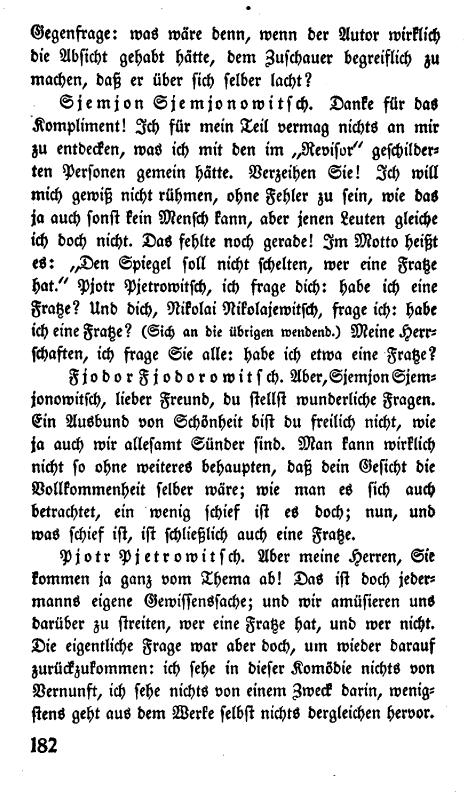 Gegenfrage: was wäre denn, wenn der Autor wirklich
die Absicht gehabt hätte, dem Zuschauer begreiflich zu
machen, daß er über sich selber lacht?
Sjemjon Sjemjonowitsch. Danke für das
Kompliment! Ich für mein Teil vermag nichts an mir
zu entdecken, was ich mit den im „Revisor“ geschilder-
ten Personen gemein hätte. Verzeihen Sie! Ich will
mich gewiß nicht rühmen, ohne Fehler zu sein, wie das
ja auch sonst kein Mensch kann, aber jenen Leuten gleiche
ich doch nicht. Das fehlte noch gerade! Im Motto heißt
es: „Den Spiegel soll nicht schelten, wer eine Fratze
hat.“ Pjotr Pjetrowitsch, ich frage dich: habe ich eine
Fratze? Und dich, Nikolai Nikolajewitsch, frage ich: habe
ich eine Fratze? (Sich an die übrigen wendend.) Meine Herr-
schaften, ich frage Sie alle: habe ich etwa eine Fratze?
Fjodor Fjodorowitsch. Aber, Sjemjon Sjem-
jonowitsch, lieber Freund, du stellst wunderliche Fragen.
Ein Ausbund von Schönheit bist du freilich nicht, wie
ja auch wir allesamt Sünder sind. Man kann wirklich
nicht so ohne weiteres behaupten, daß dein Gesicht die
Vollkommenheit selber wäre; wie man es sich auch
betrachtet, ein wenig schief ist es doch; nun, und
was schief ist, ist schließlich auch eine Fratze.
Pjotr Pjetrowitsch. Aber meine Herren, Sie
kommen ja ganz vom Thema ab! Das ist doch jeder-
manns eigene Gewissenssache; und wir amüsieren uns
darüber zu streiten, wer eine Fratze hat, und wer nicht.
Die eigentliche Frage war aber doch, um wieder darauf
zurückzukommen: ich sehe in dieser Komödie nichts von
Vernunft, ich sehe nichts von einem Zweck darin, wenig-
stens geht aus dem Werke selbst nichts dergleichen hervor.
182